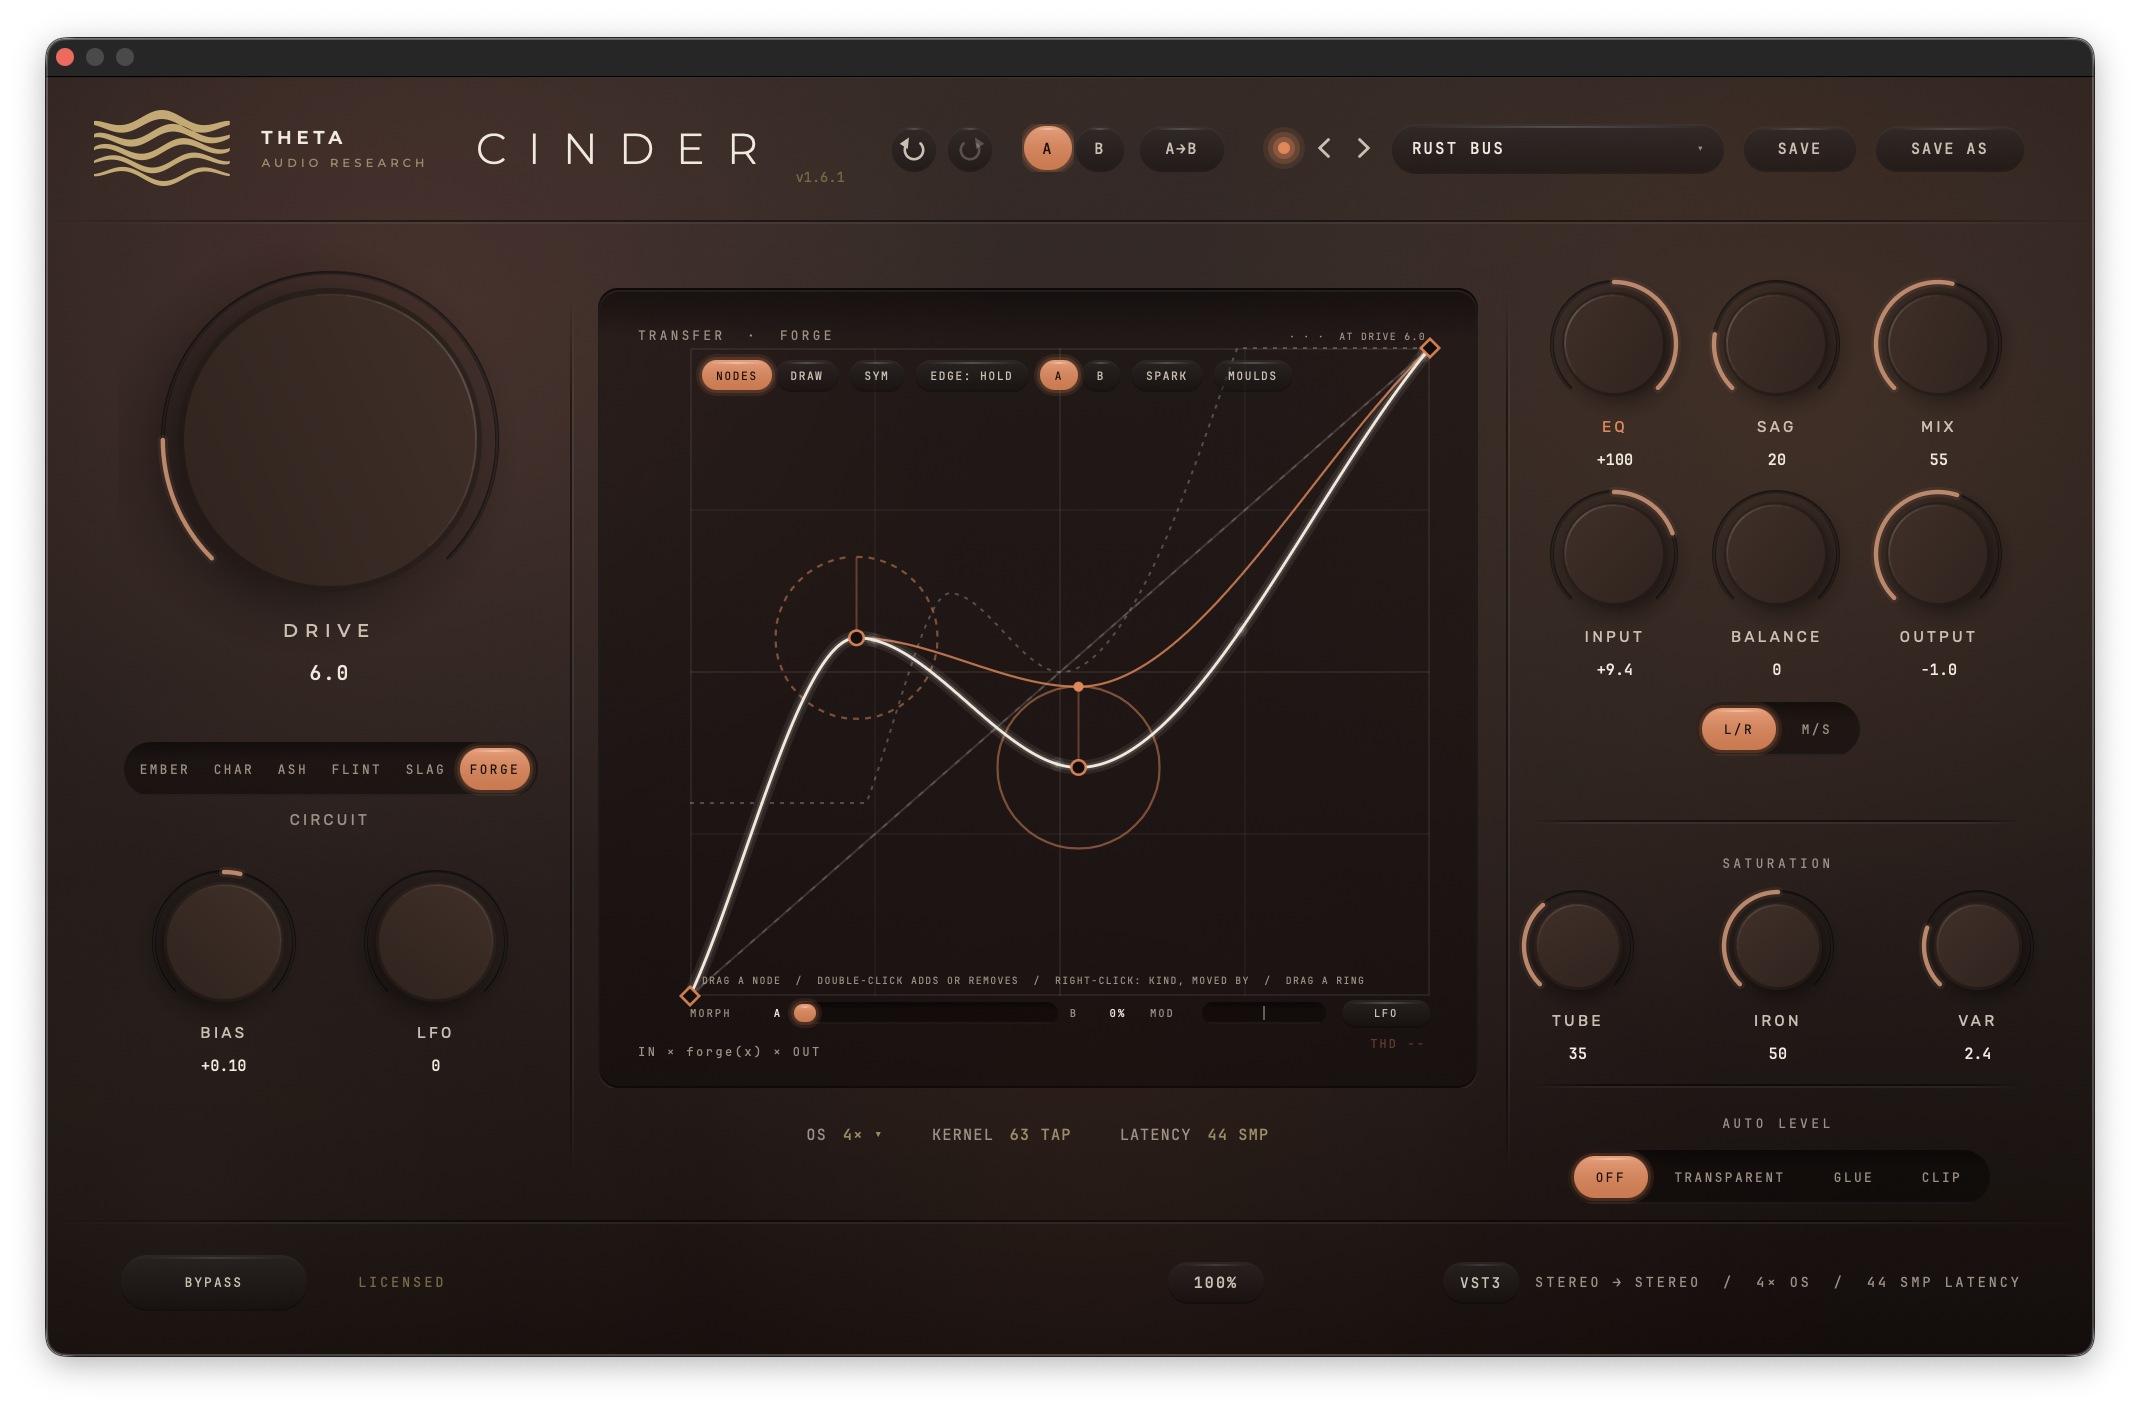 THETA
AUDIO RESEARCH
CINDER
v1.6.1
A B A→B
RUST BUS
SAVE SAVE AS
TRANSFER · FORGE
· · · AT DRIVE 6.0
NODES DRAW SYM EDGE: HOLD A B SPARK MOULDS
DRIVE
6.0
EMBER CHAR ASH FLINT SLAG FORGE
CIRCUIT
BIAS LFO
+0.10 0
DRAG A NODE / DOUBLE-CLICK ADDS OR REMOVES / RIGHT-CLICK: KIND, MOVED BY / DRAG A RING
MORPH A B 0% MOD LFO
THD --
IN × forge(x) × OUT
OS 4× ▾ KERNEL 63 TAP LATENCY 44 SMP
EQ SAG MIX
+100 20 55
INPUT BALANCE OUTPUT
+9.4 0 -1.0
L/R M/S
SATURATION
TUBE IRON VAR
35 50 2.4
AUTO LEVEL
OFF TRANSPARENT GLUE CLIP
BYPASS LICENSED 100% VST3 STEREO → STEREO / 4× OS / 44 SMP LATENCY